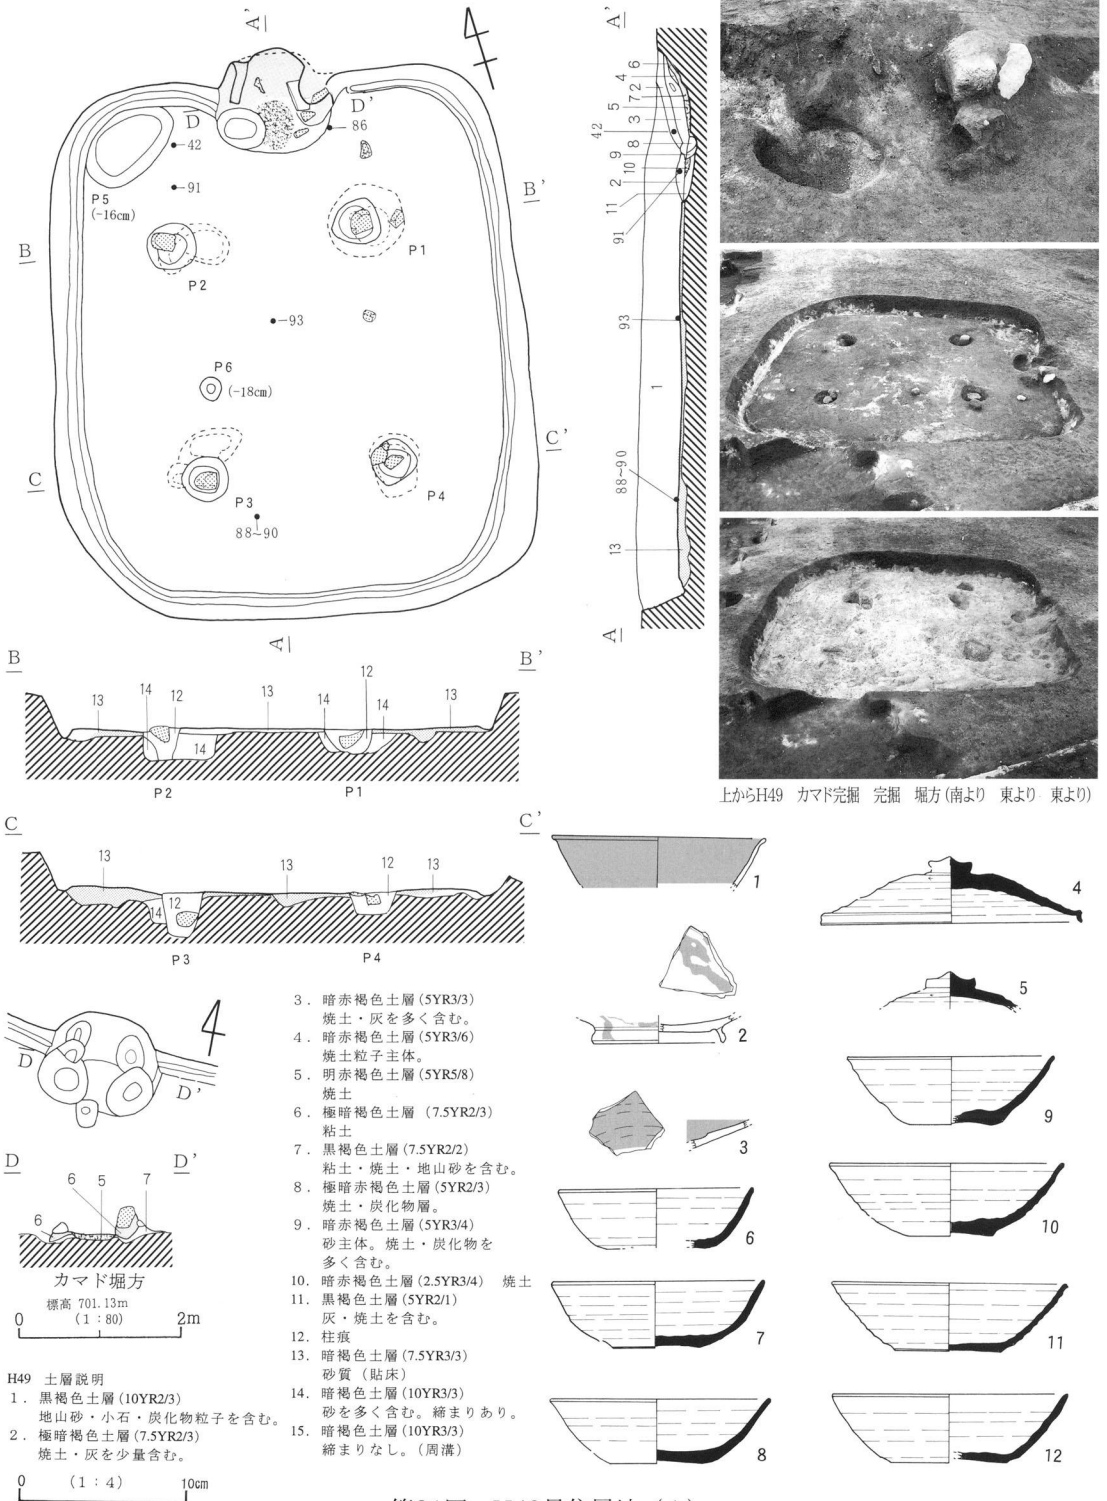 A'
A'
D
D'
86
42
91
P5
(-16cm)
B
B'
P1
P2
93
P6
(-18cm)
C
C'
P3
P4
88~90
A
6
4
7 2
5
3
42
8
9
10
2
11
91
93
1
88~90
13
A
B
B'
13
14
12
13
14
12
14
13
14
P2
P1
上からH49 カマド完掘 完掘 堀方(南より 東より 東より)
C
C'
13
12
14
13
12
13
P3
P4
D
D'
D
D'
6
6
5
7
カマド堀方
標高 701.13m
(1:80)
0
2m
H49 土層説明
1. 黒褐色土層(10YR2/3)
地山砂・小石・炭化物粒子を含む。
2. 極暗褐色土層(7.5YR2/3)
焼土・灰を少量含む。
3. 暗赤褐色土層(5YR3/3)
焼土・灰を多く含む。
4. 暗赤褐色土層(5YR3/6)
焼土粒子主体。
5. 明赤褐色土層(5YR5/8)
焼土
6. 極暗褐色土層 (7.5YR2/3)
粘土
7. 黒褐色土層(7.5YR2/2)
粘土・焼土・地山砂を含む。
8. 極暗赤褐色土層(5YR2/3)
焼土・炭化物層。
9. 暗赤褐色土層(5YR3/4)
砂主体。焼土・炭化物を
多く含む。
10. 暗赤褐色土層(2.5YR3/4) 焼土
11. 黒褐色土層(5YR2/1)
灰・焼土を含む。
12. 柱痕
13. 暗褐色土層(7.5YR3/3)
砂質(貼床)
14. 暗褐色土層(10YR3/3)
砂を多く含む。締まりあり。
15. 暗褐色土層(10YR3/3)
締まりなし。(周溝)
0
(1:4)
10cm
1
2
3
4
5
6
7
8
9
10
11
12